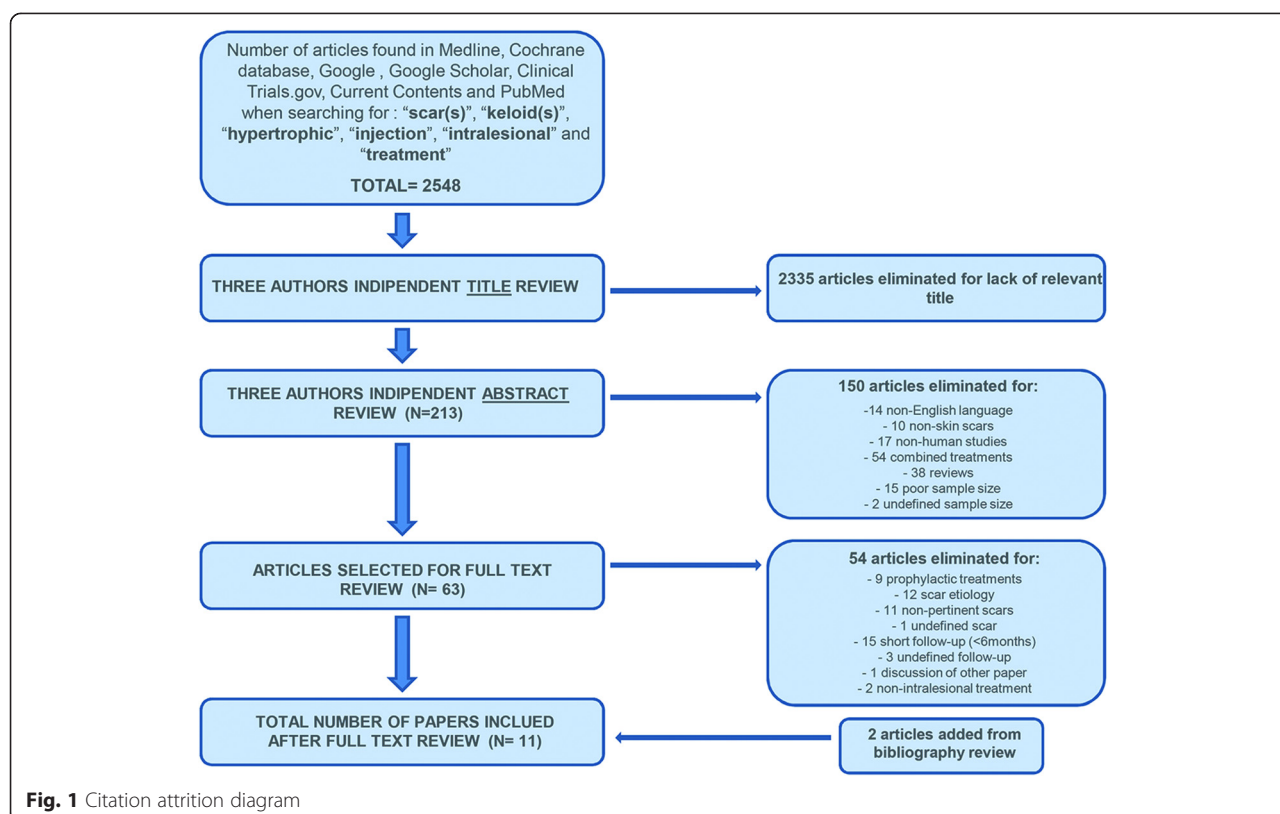 Number of articles found in Medline, Cochrane
database, Google , Google Scholar, Clinical
Trials.gov, Current Contents and PubMed
when searching for : “scar(s)”, “keloid(s)”,
“hypertrophic”, “injection”, “intralesional” and
“treatment”
TOTAL= 2548
THREE AUTHORS INDIPENDENT TITLE REVIEW
2335 articles eliminated for lack of relevant
title
THREE AUTHORS INDIPENDENT ABSTRACT
REVIEW (N=213)
150 articles eliminated for:
-14 non-English language
- 10 non-skin scars
- 17 non-human studies
- 54 combined treatments
- 38 reviews
- 15 poor sample size
- 2 undefined sample size
ARTICLES SELECTED FOR FULL TEXT
REVIEW (N= 63)
54 articles eliminated for:
- 9 prophylactic treatments
- 12 scar etiology
- 11 non-pertinent scars
- 1 undefined scar
- 15 short follow-up (<6months)
- 3 undefined follow-up
- 1 discussion of other paper
- 2 non-intralesional treatment
TOTAL NUMBER OF PAPERS INCLUED
AFTER FULL TEXT REVIEW (N= 11)
2 articles added from
bibliography review
Fig. 1 Citation attrition diagram